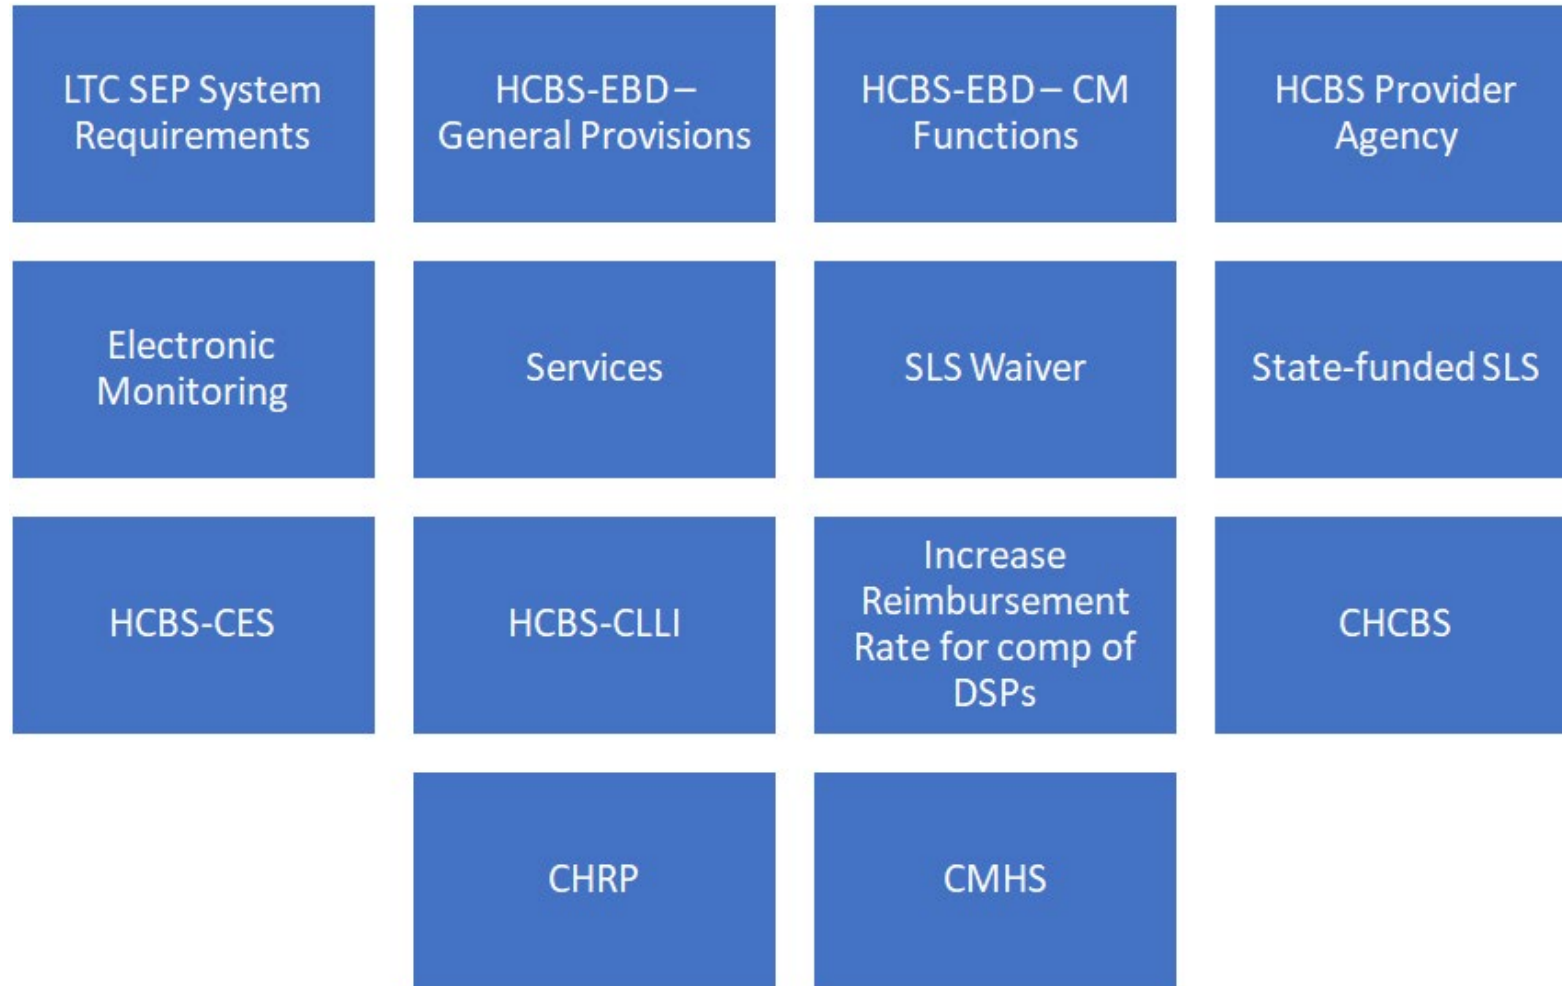 LTC SEP System
Requirements
HCBS-EBD –
General Provisions
HCBS-EBD – CM
Functions
HCBS Provider
Agency
Electronic
Monitoring
Services
SLS Waiver
State-funded SLS
HCBS-CES
HCBS-CLLI
Increase
Reimbursement
Rate for comp of
DSPs
CHCBS
CHRP
CMHS